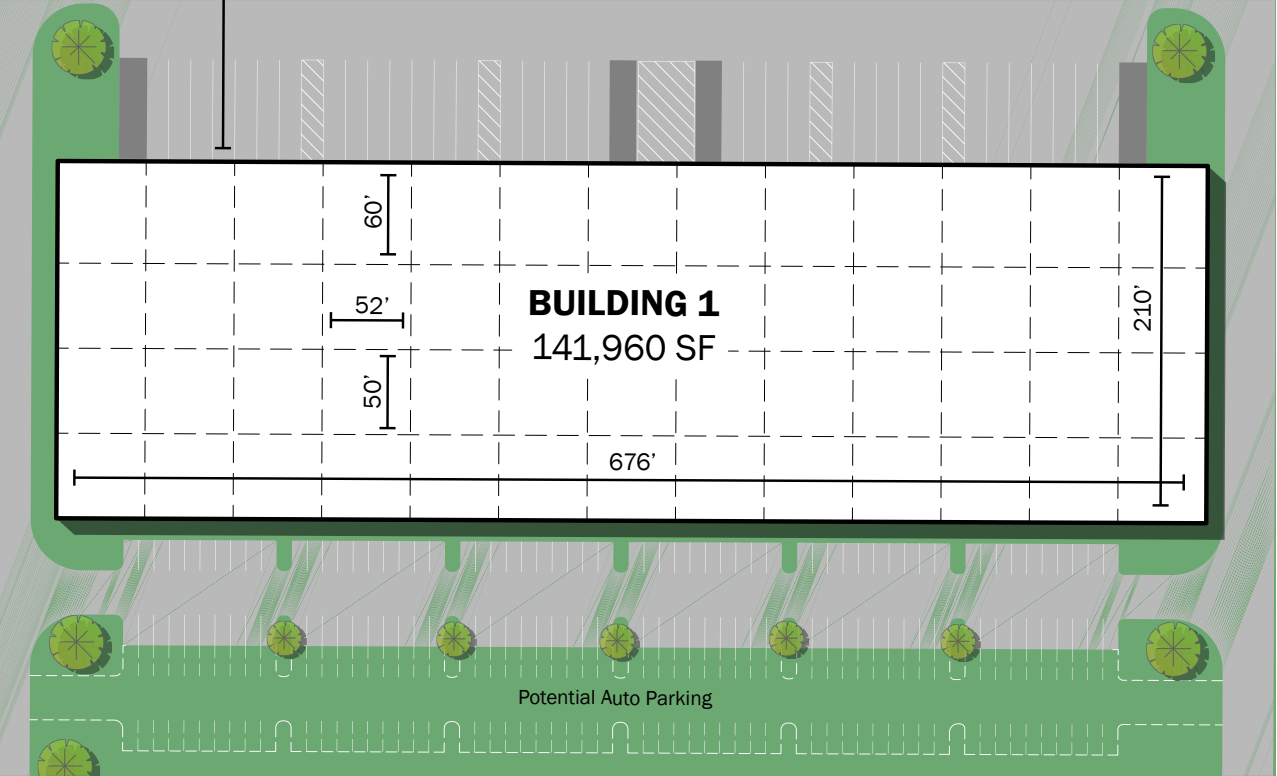 60’
BUILDING 1
52’
210’
141,960 SF
50’
676’
Potential Auto Parking